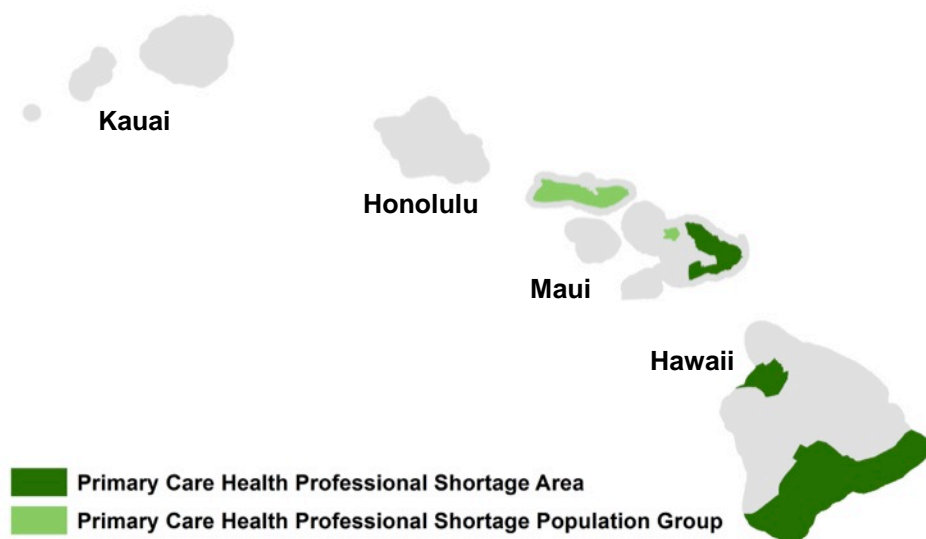 Kauai
Honolulu
Maui
Hawaii
Primary Care Health Professional Shortage Area
Primary Care Health Professional Shortage Population Group